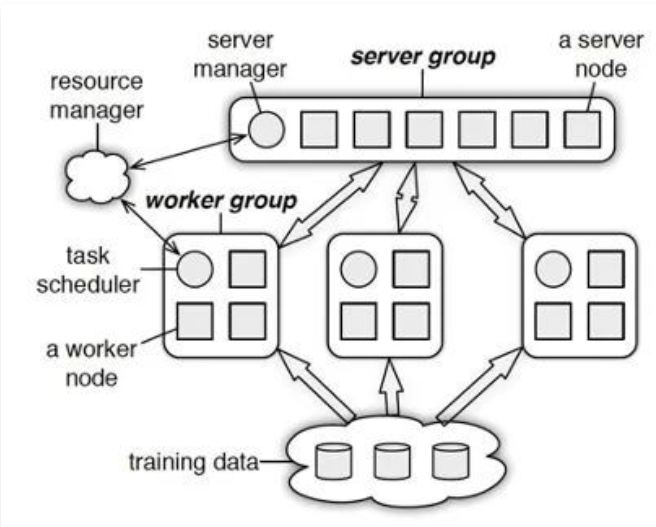 server
manager
server group
a server
node
resource
manager
worker group
task
scheduler
a worker
node
training data